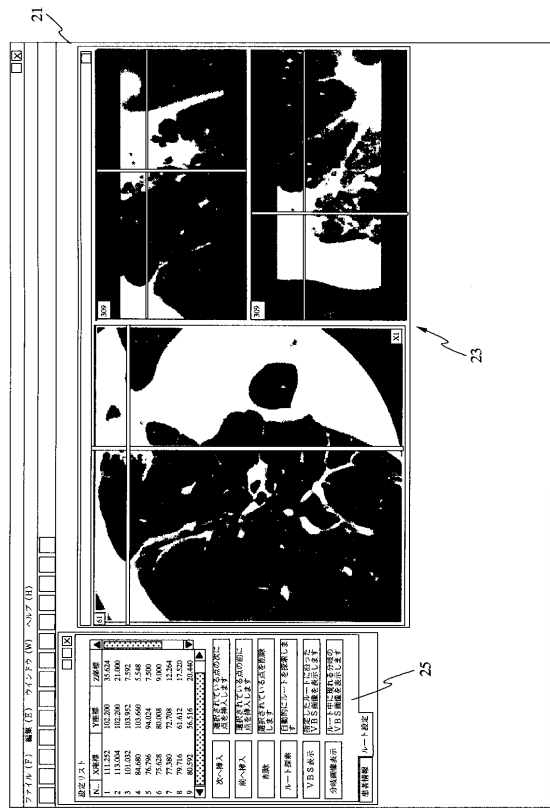 21
ファイル (F)　編集 (E)　ウインドウ (W)　ヘルプ (H)
設定リスト
N.. X座標 Y座標 Z座標
1 111.252 102.200 35.624
2 113.004 102.200 21.000
3 101.032 103.952 7.592
4 84.680 103.660 5.548
5 76.796 94.024 7.500
6 75.628 80.008 9.000
7 77.380 72.708 12.264
8 79.716 61.612 17.520
9 80.592 56.516 20.440
次へ挿入 選択されている点の次に
点を挿入します
前へ挿入 選択されている点の前に
点を挿入します
削除 選択されている点を削除
します
ルート探索 自動的にルートを探索しま
す
VBS表示 指定したルートに沿った
VBS画像を表示します
分岐画像表示 ルート中に現れる分岐の
VBS画像を表示します
患者情報 ルート設定
25
61
X1
309
309
23